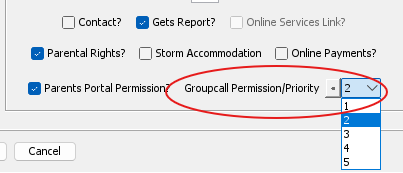 Contact? Gets Report? Online Services Link?
Parental Rights? Storm Accommodation Online Payments?
Parents Portal Permission? Groupcall Permission/Priority 2
1
2
3
4
5
Cancel